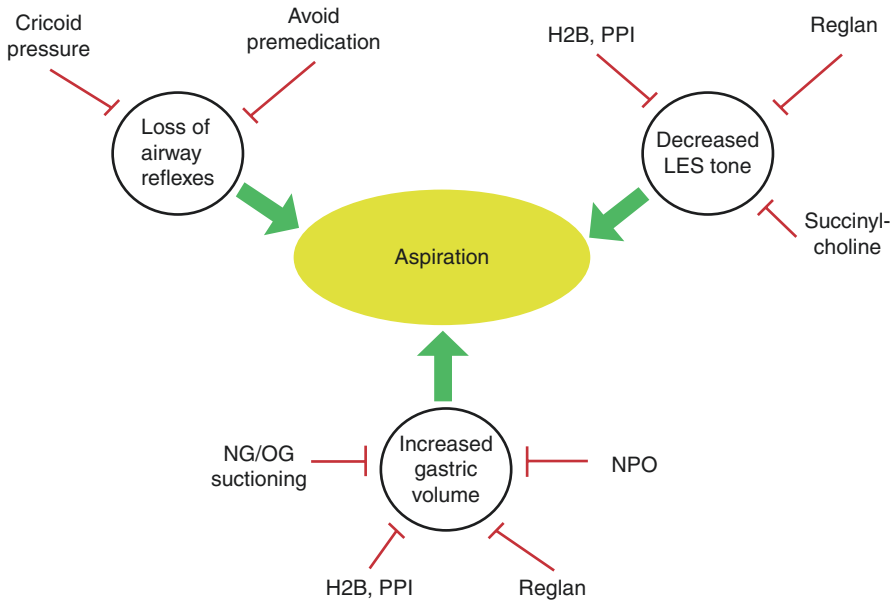 Cricoid
pressure
Avoid
premedication
H2B, PPI
Reglan
Loss of
airway
reflexes
Decreased
LES tone
Succinyl-
choline
Aspiration
NG/OG
suctioning
Increased
gastric
volume
NPO
H2B, PPI
Reglan